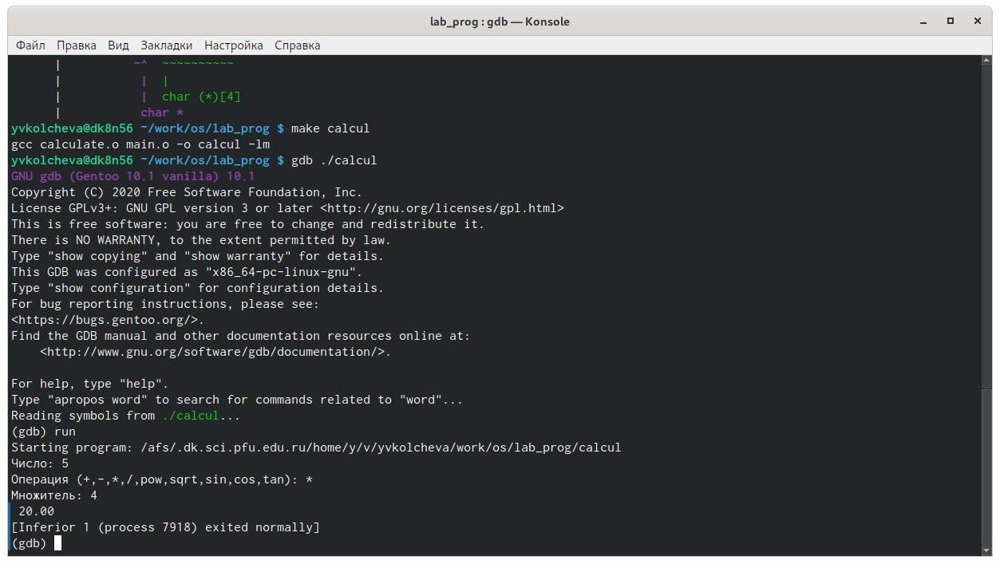 lab_prog : gdb — Konsole
Файл Правка Вид Закладки Настройка Справка
| ~^ ~~~~~~~~~~
| | |
| | char (*)[4]
| char *
yvkolcheva@dk8n56 ~/work/os/lab_prog $ make calcul
gcc calculate.o main.o -o calcul -lm
yvkolcheva@dk8n56 ~/work/os/lab_prog $ gdb ./calcul
GNU gdb (Gentoo 10.1 vanilla) 10.1
Copyright (C) 2020 Free Software Foundation, Inc.
License GPLv3+: GNU GPL version 3 or later <http://gnu.org/licenses/gpl.html>
This is free software: you are free to change and redistribute it.
There is NO WARRANTY, to the extent permitted by law.
Type "show copying" and "show warranty" for details.
This GDB was configured as "x86_64-pc-linux-gnu".
Type "show configuration" for configuration details.
For bug reporting instructions, please see:
<https://bugs.gentoo.org/>.
Find the GDB manual and other documentation resources online at:
<http://www.gnu.org/software/gdb/documentation/>.
For help, type "help".
Type "apropos word" to search for commands related to "word"...
Reading symbols from ./calcul...
(gdb) run
Starting program: /afs/.dk.sci.pfu.edu.ru/home/y/v/yvkolcheva/work/os/lab_prog/calcul
Число: 5
Операция (+,-,*,/,pow,sqrt,sin,cos,tan): *
Множитель: 4
20.00
[Inferior 1 (process 7918) exited normally]
(gdb)